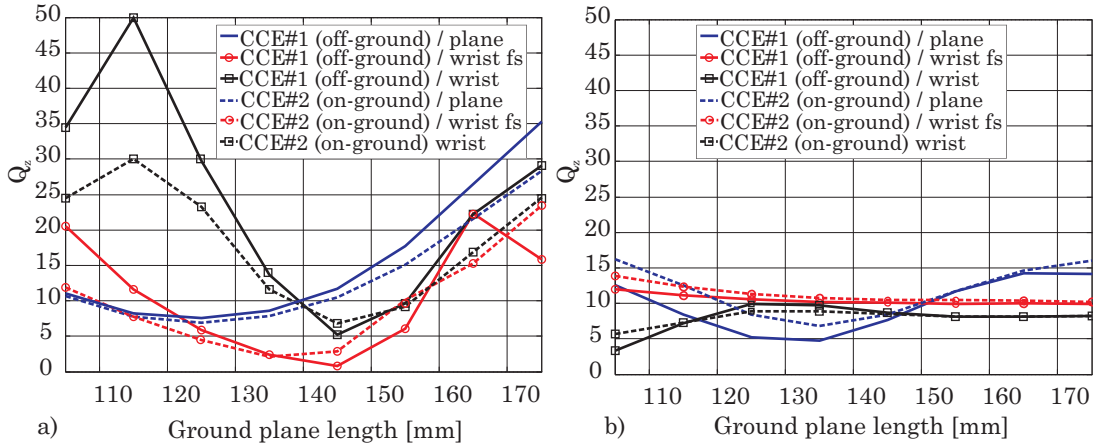 50
45
40
35
30
25
20
15
10
5
0
Qz
CCE#1 (off-ground) / plane
CCE#1 (off-ground) / wrist fs
CCE#1 (off-ground) / wrist
CCE#2 (on-ground) / plane
CCE#2 (on-ground) / wrist fs
CCE#2 (on-ground) wrist
110 120 130 140 150 160 170
a) Ground plane length [mm]
50
45
40
35
30
25
20
15
10
5
0
Qz
CCE#1 (off-ground) / plane
CCE#1 (off-ground) / wrist fs
CCE#1 (off-ground) / wrist
CCE#2 (on-ground) / plane
CCE#2 (on-ground) / wrist fs
CCE#2 (on-ground) wrist
110 120 130 140 150 160 170
b) Ground plane length [mm]